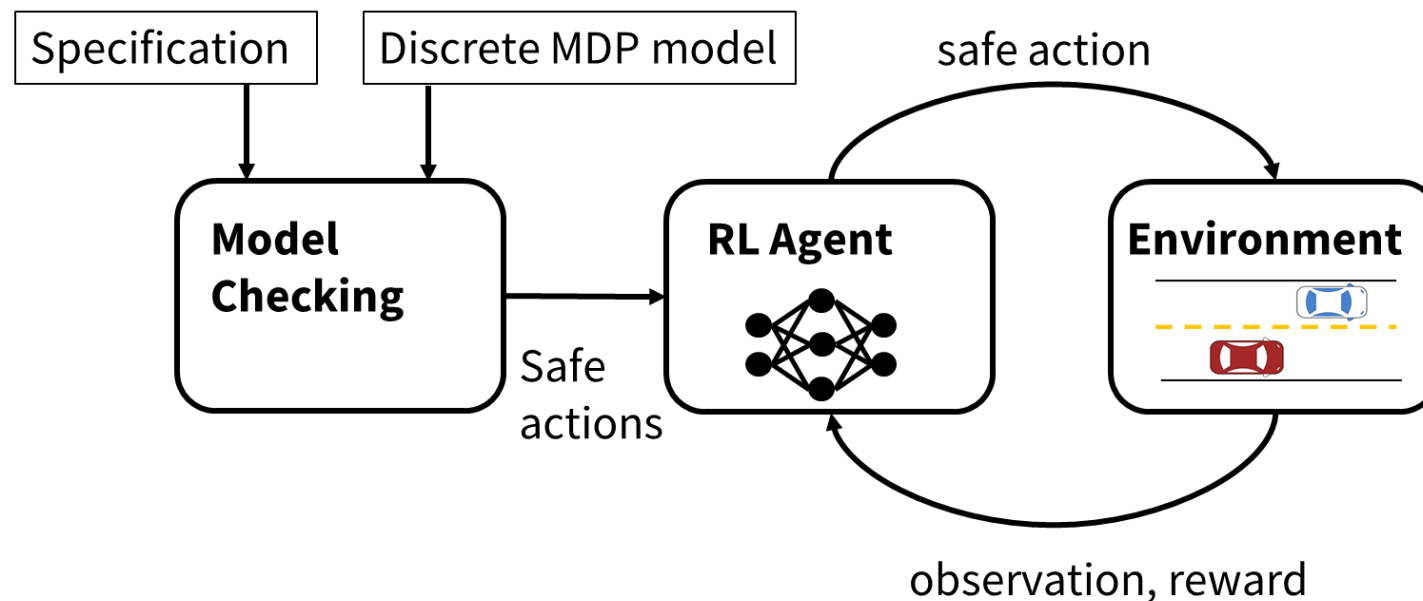 Specification
Discrete MDP model
safe action
Model
Checking
RL Agent
Environment
Safe
actions
observation, reward